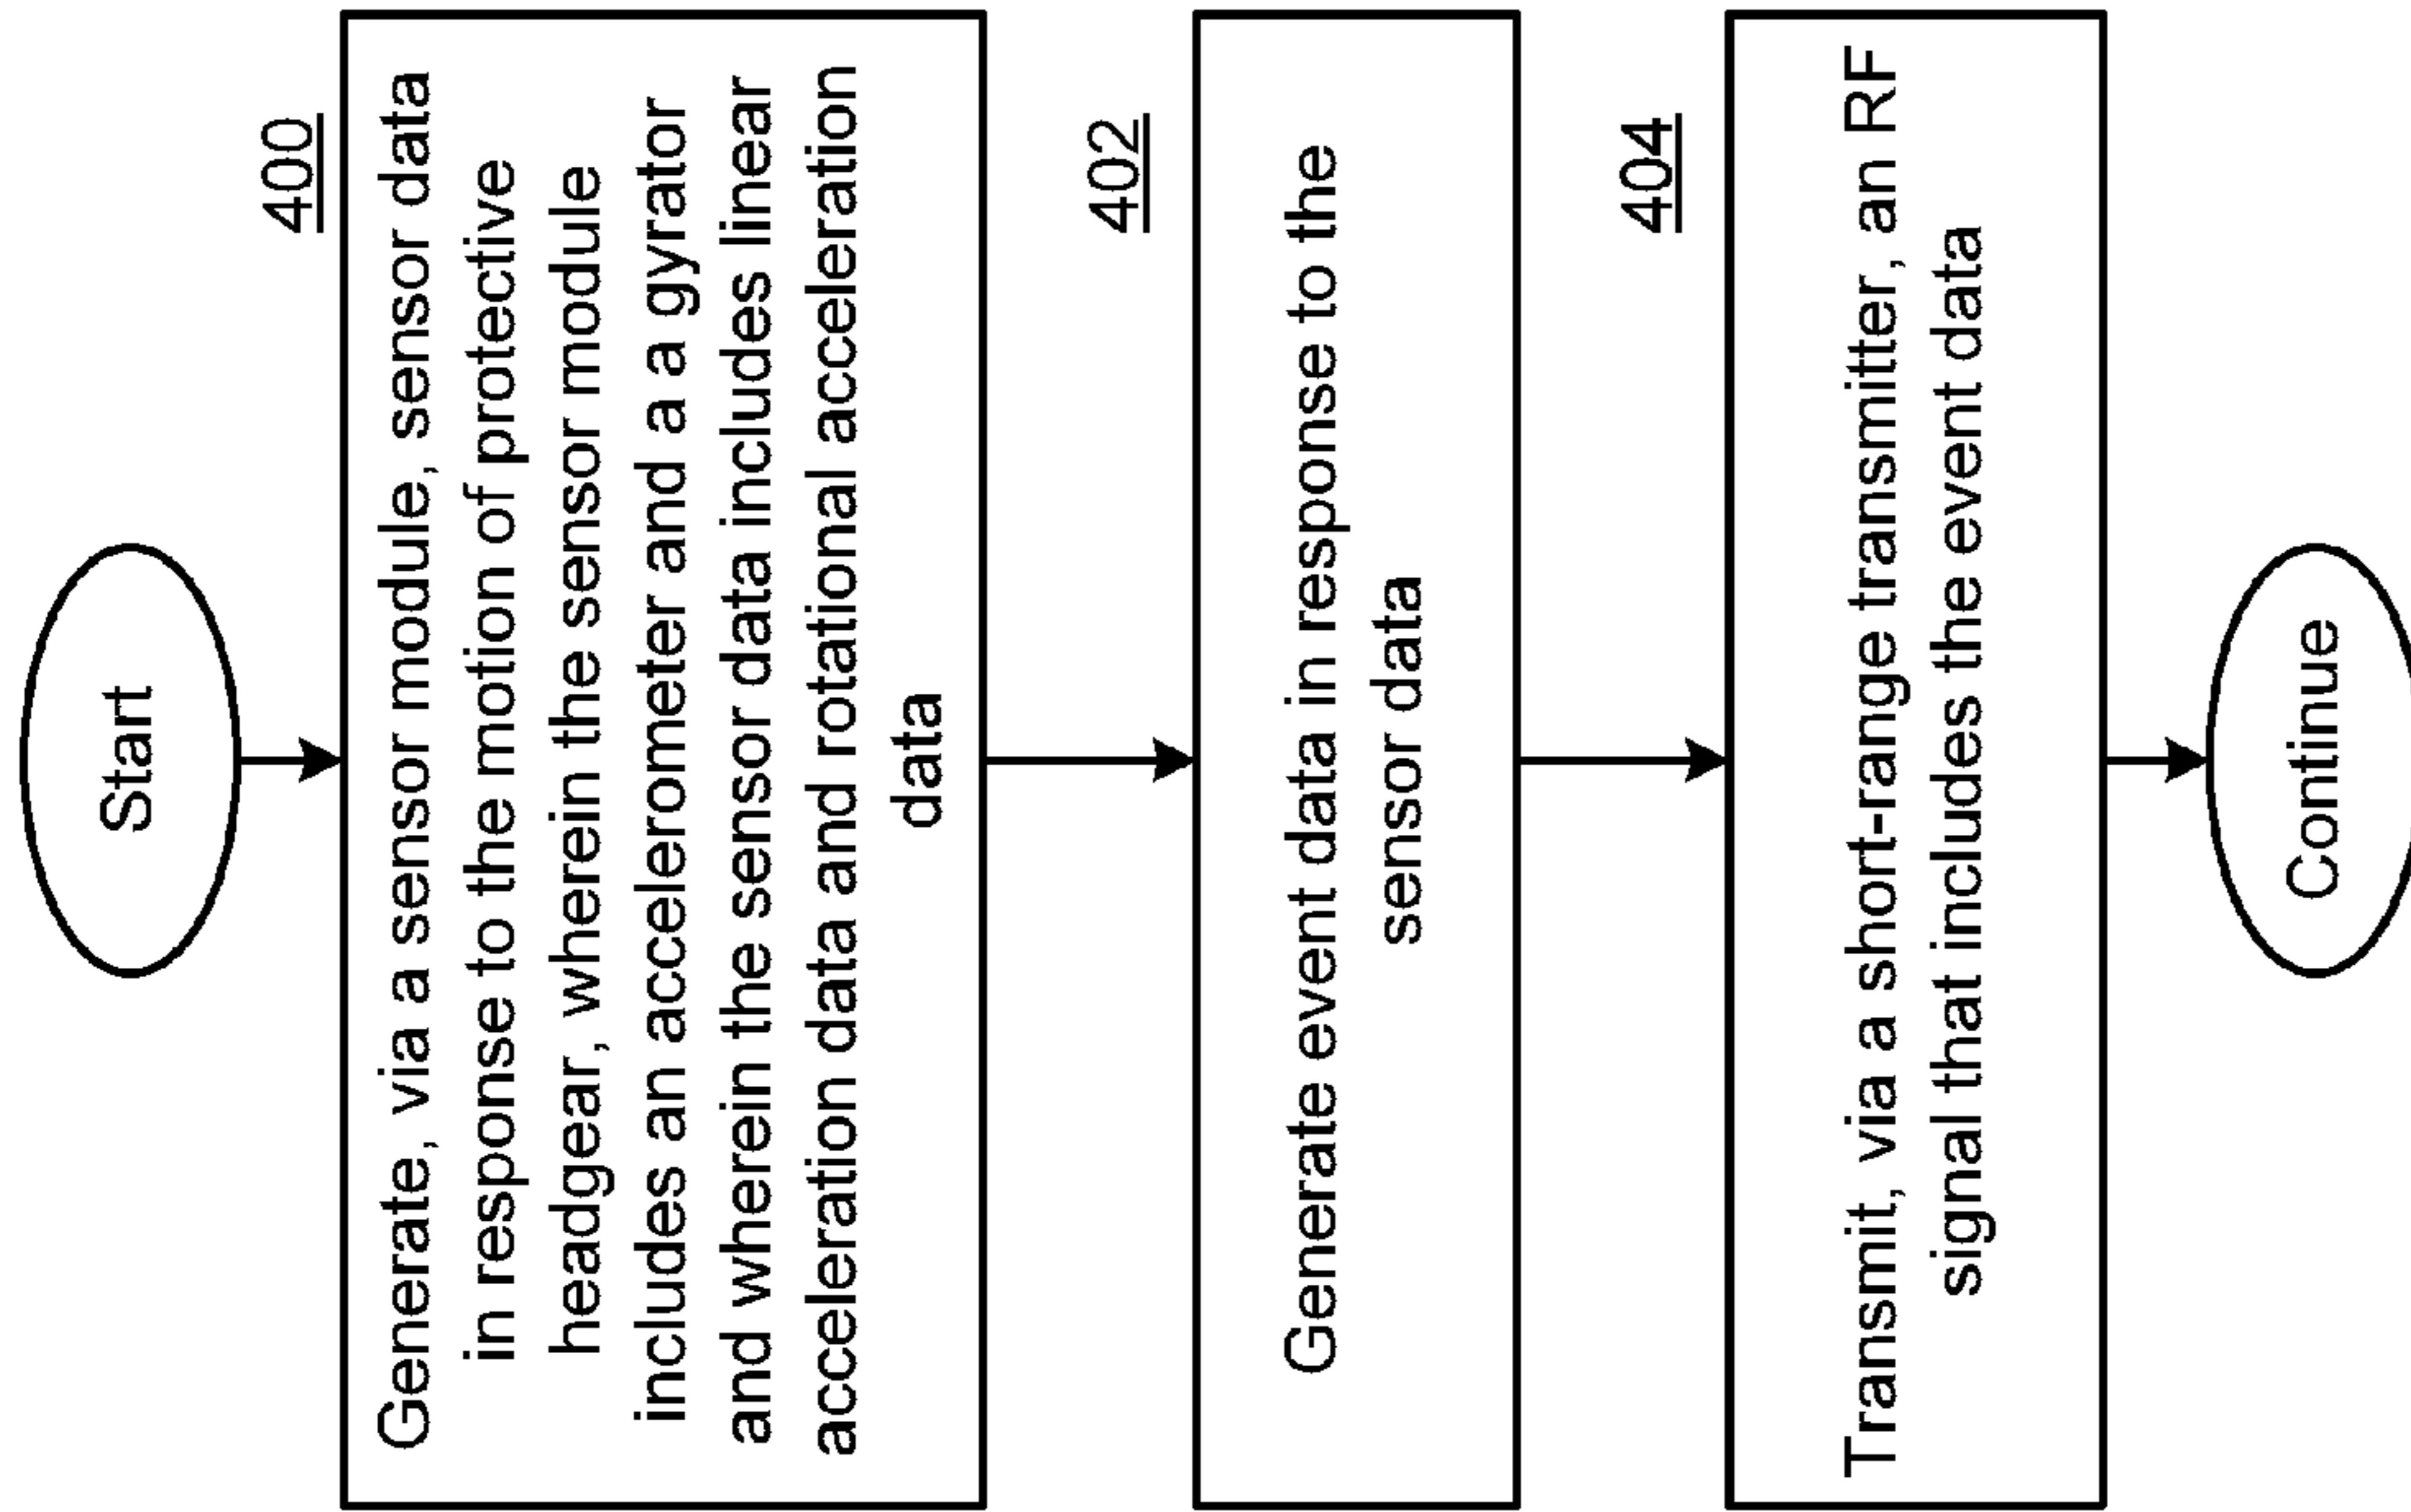 Start
400
Generate, via a sensor module, sensor data
in response to the motion of protective
headgear, wherein the sensor module
includes an accelerometer and a a gyrator
and wherein the sensor data includes linear
acceleration data and rotational acceleration
data
402
Generate event data in response to the
sensor data
404
Transmit, via a short-range transmitter, an RF
signal that includes the event data
Continue